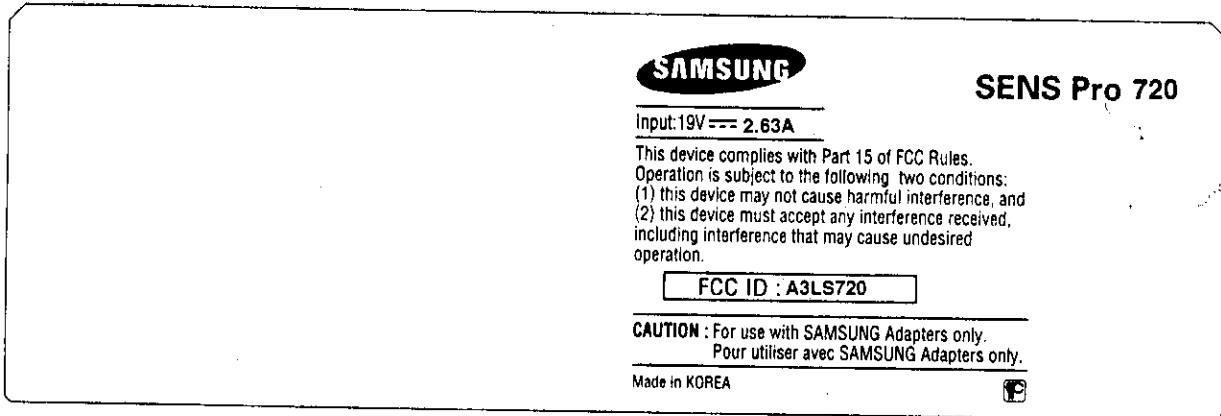 SAMSUNG
SENS Pro 720
Input:19V 2.63A
This device complies with Part 15 of FCC Rules.
Operation is subject to the following two conditions:
(1) this device may not cause harmful interference, and
(2) this device must accept any interference received,
including interference that may cause undesired
operation.
FCC ID : A3LS720
CAUTION : For use with SAMSUNG Adapters only.
Pour utiliser avec SAMSUNG Adapters only.
Made in KOREA